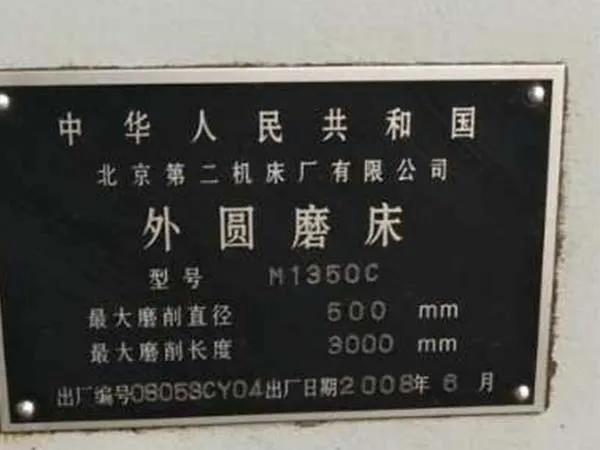 中华人民共和国
北京第二机床厂有限公司
外圆磨床
型号 M1350C
最大磨削直径 500 mm
最大磨削长度 3000 mm
出厂编号0805SCY04出厂日期2008年6月